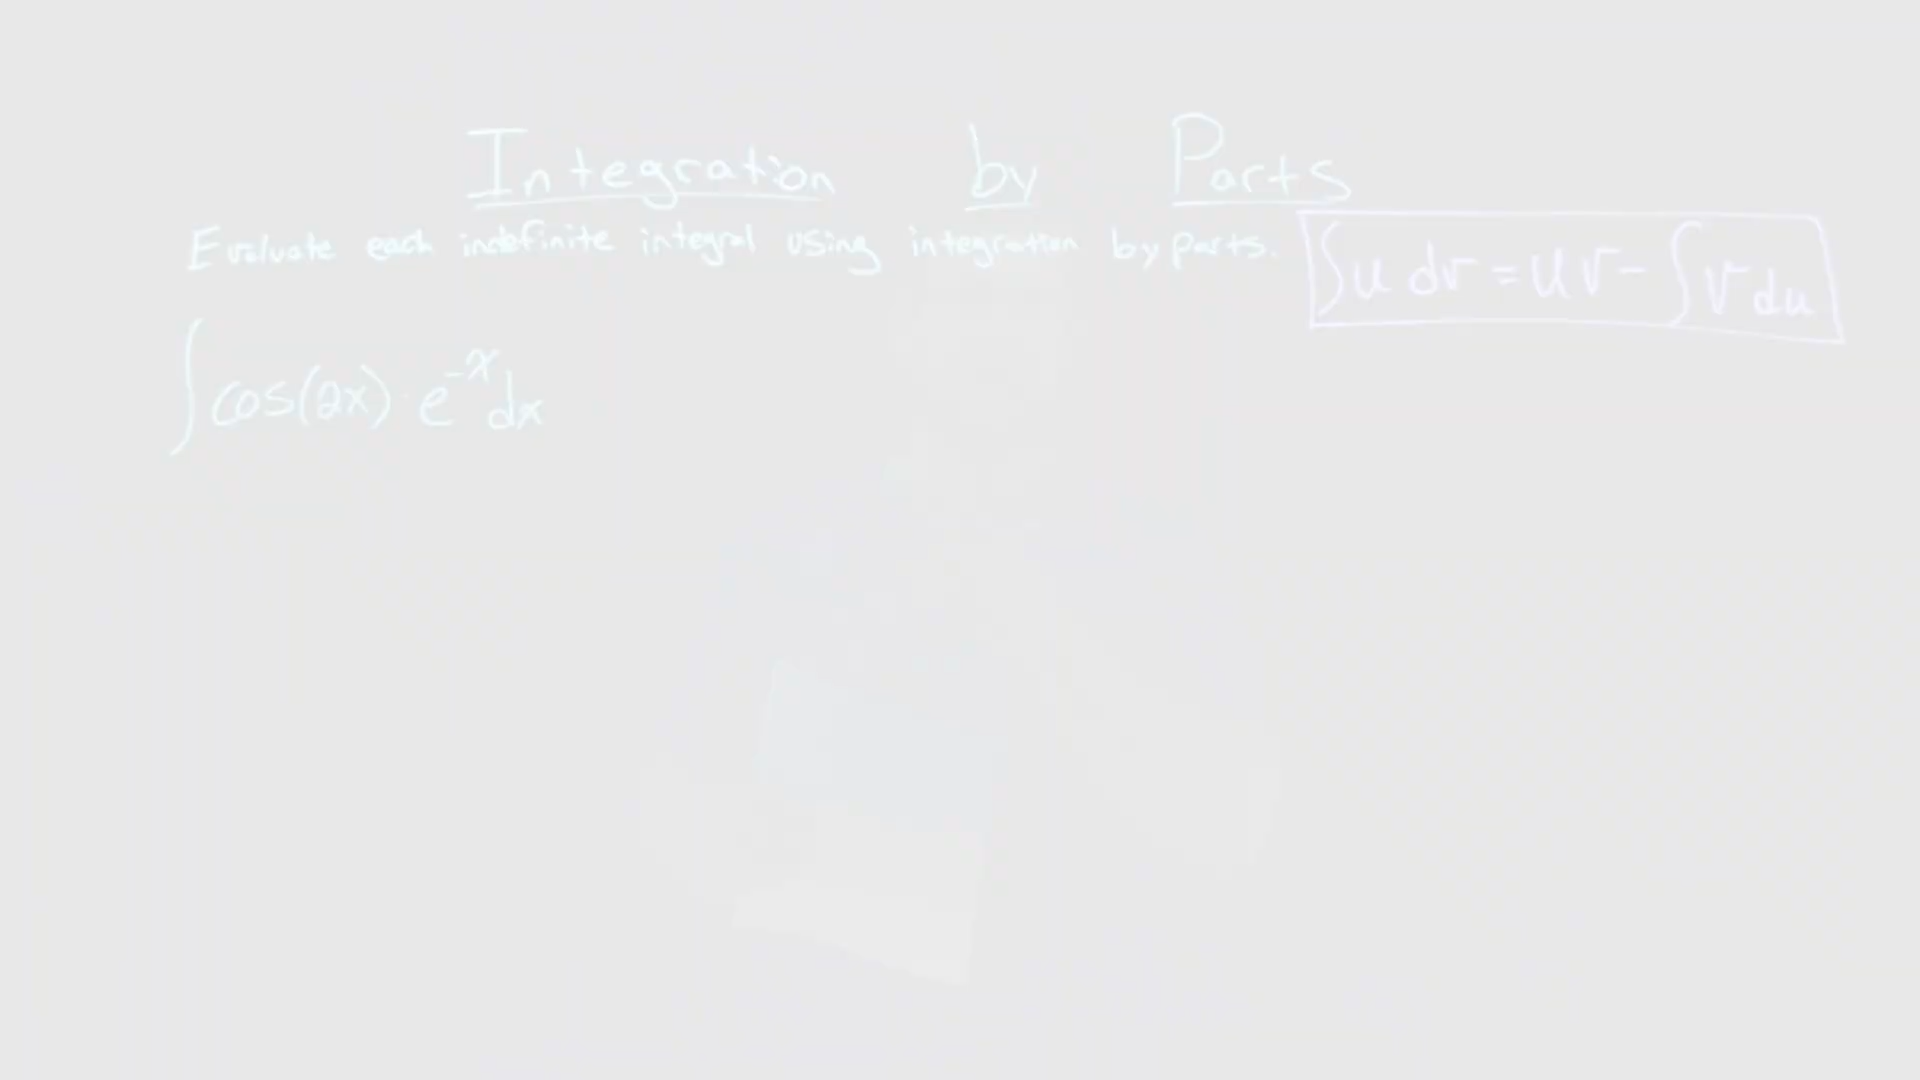 Integration by Parts
Evaluate each indefinite integral using integration by parts.
∫u dv = uv - ∫v du
∫cos(2x) · e^-x dx